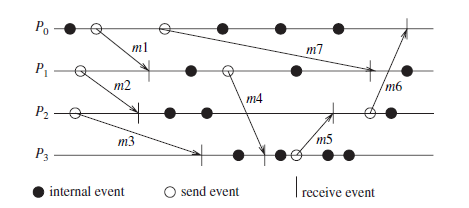 P0
m1
m7
P1
m2
m6
m4
P2
m3
m5
P3
internal event
send event
receive event